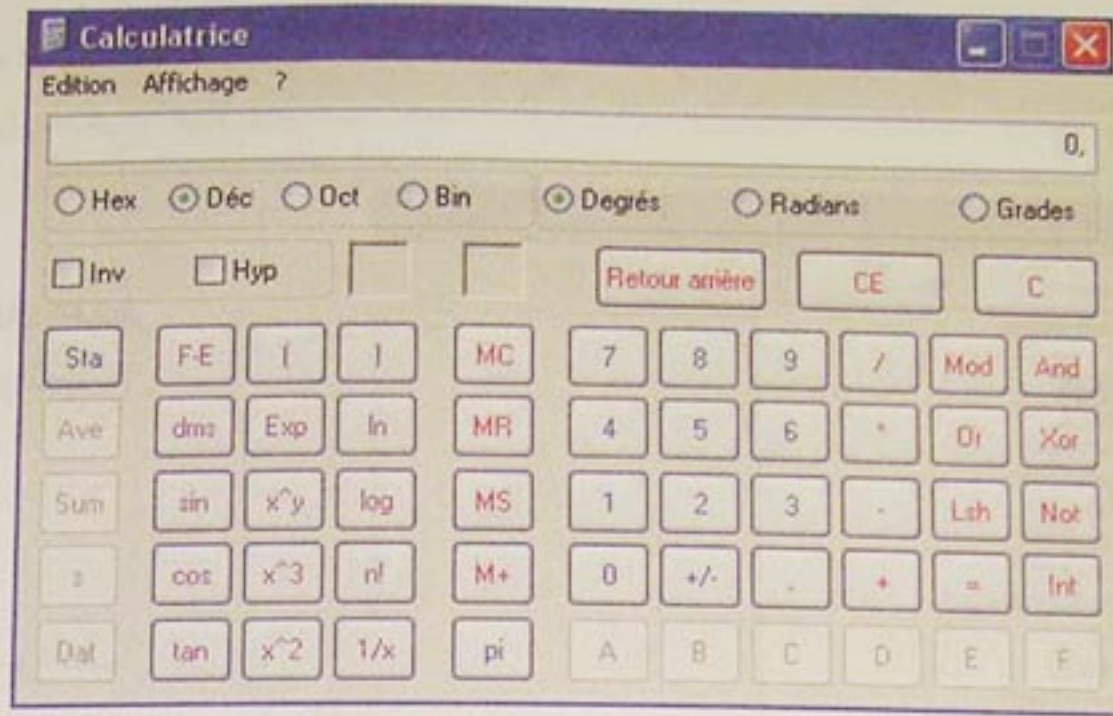 Calculatrice
Edition Affichage ?
0,
Hex Déc Oct Bin Degrés Radians Grades
Inv Hyp Retour arrière CE C
Sta F-E ( ) MC 7 8 9 / Mod And
Ave dms Exp ln MR 4 5 6 * Or Xor
Sum sin x^y log MS 1 2 3 - Lsh Not
s cos x^3 n! M+ 0 +/- , + = Int
Dat tan x^2 1/x pi A B C D E F